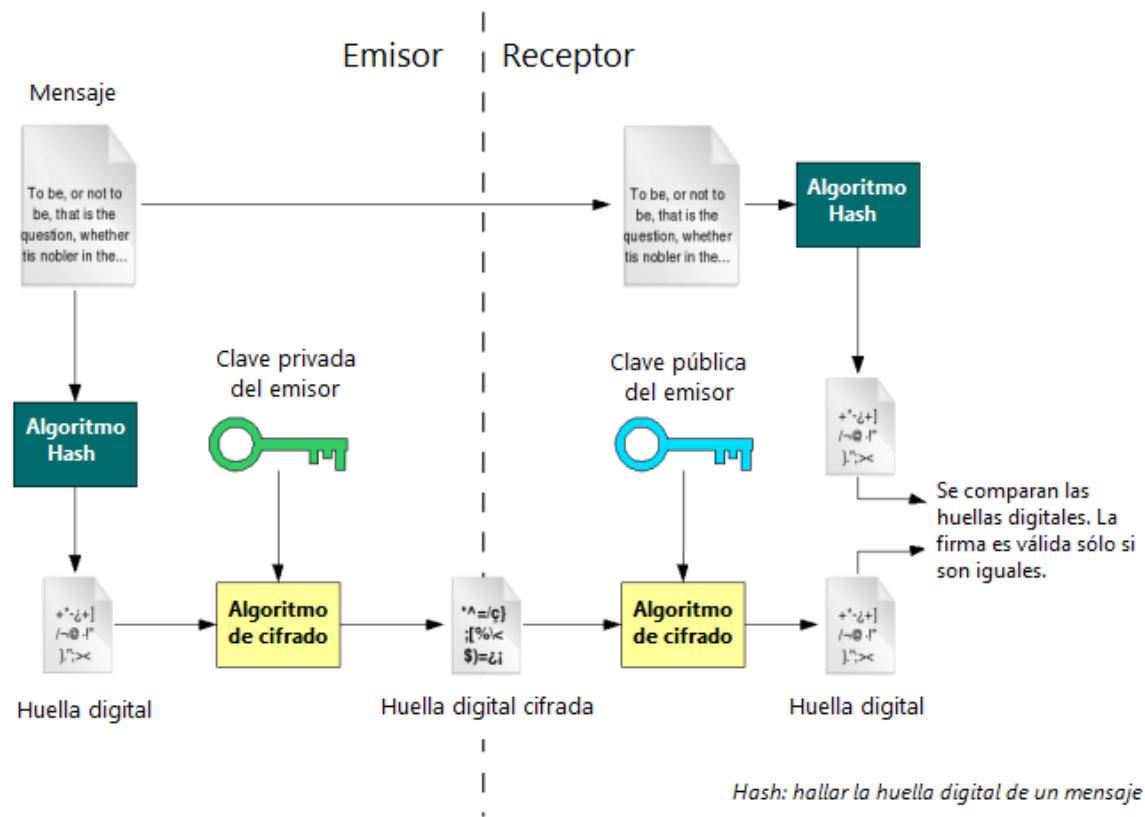 Emisor
Receptor
Mensaje
To be, or not to
be, that is the
question, whether
tis nobler in the...
To be, or not to
be, that is the
question, whether
tis nobler in the...
Algoritmo
Hash
Clave privada
del emisor
Clave pública
del emisor
Algoritmo
Hash
+*-¿+]
/¬@·!"
}.";><
Se comparan las
huellas digitales. La
firma es válida sólo si
son iguales.
+*-¿+]
/¬@·!"
}.";><
Algoritmo
de cifrado
*^=/ç}
;[%\<
$)=¿¡
Algoritmo
de cifrado
+*-¿+]
/¬@·!"
}.";><
Huella digital
Huella digital cifrada
Huella digital
Hash: hallar la huella digital de un mensaje